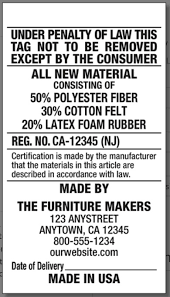 UNDER PENALTY OF LAW THIS
TAG NOT TO BE REMOVED
EXCEPT BY THE CONSUMER
ALL NEW MATERIAL
CONSISTING OF
50% POLYESTER FIBER
30% COTTON FELT
20% LATEX FOAM RUBBER
REG. NO. CA-12345 (NJ)
Certification is made by the manufacturer
that the materials in this article are
described in accordance with law.
MADE BY
THE FURNITURE MAKERS
123 ANYSTREET
ANYTOWN, CA 12345
800-555-1234
ourwebsite.com
Date of Delivery
MADE IN USA